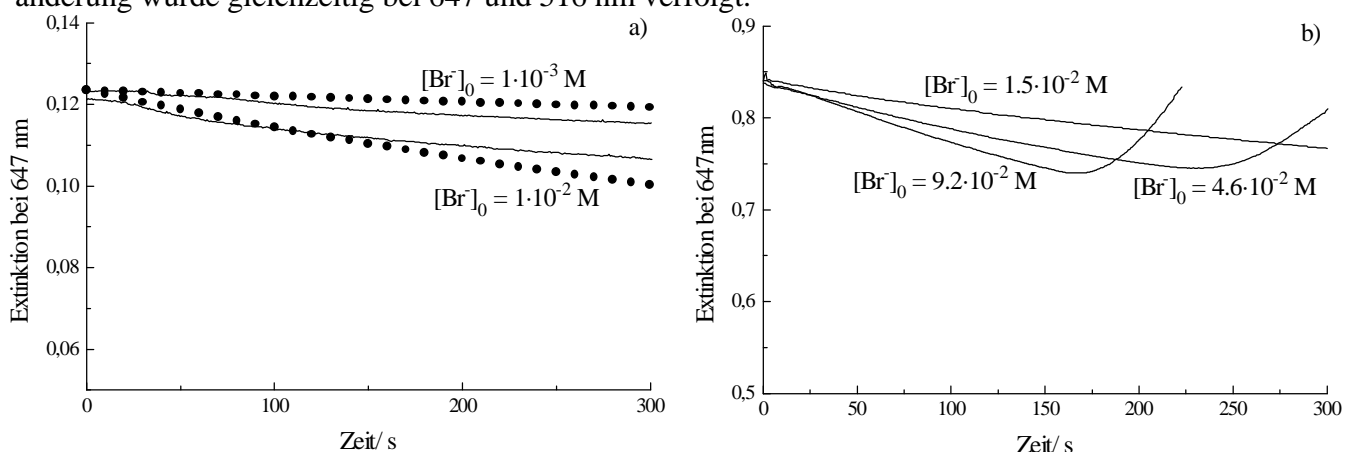 änderung wurde gleichzeitig bei 647 und 516 nm verfolgt.
a)
0,14
0,12
0,10
0,08
0,06
Extinktion bei 647 nm
[Br⁻]₀ = 1·10⁻³ M
[Br⁻]₀ = 1·10⁻² M
0
100
200
300
Zeit/ s
b)
0,9
0,8
0,7
0,6
0,5
Extinktion bei 647nm
[Br⁻]₀ = 1.5·10⁻² M
[Br⁻]₀ = 9.2·10⁻² M
[Br⁻]₀ = 4.6·10⁻² M
0
50
100
150
200
250
300
Zeit/ s